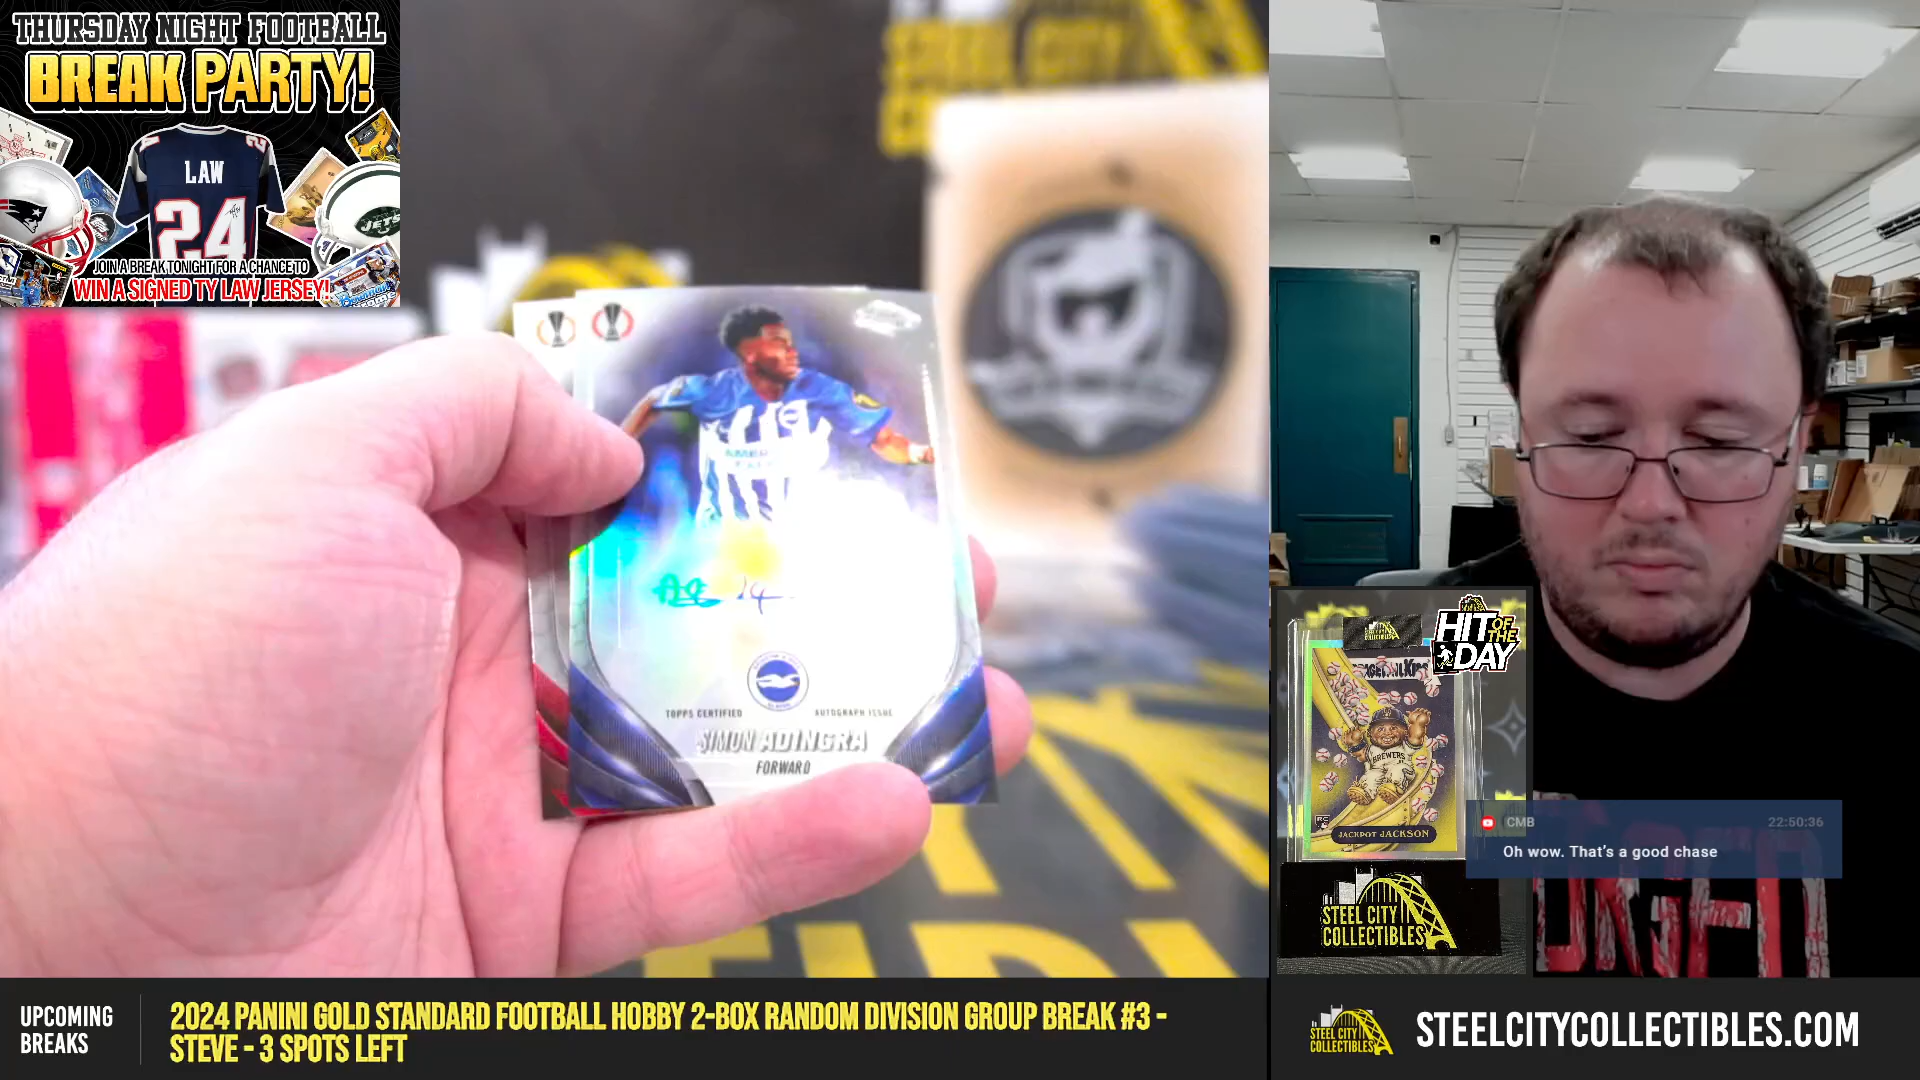 THURSDAY NIGHT FOOTBALL
BREAK PARTY!
LAW
24
JETS
JOIN A BREAK TONIGHT FOR A CHANCE TO
WIN A SIGNED TY LAW JERSEY!
TOPPS CERTIFIED AUTOGRAPH ISSUE
SIMON ADINGRA
FORWARD
HIT OF THE DAY
BREWERS
RC
JACKPOT JACKSON
STEEL CITY
COLLECTIBLES
CMB 22:50:36
Oh wow. That's a good chase
UPCOMING BREAKS
2024 PANINI GOLD STANDARD FOOTBALL HOBBY 2-BOX RANDOM DIVISION GROUP BREAK #3 -
STEVE - 3 SPOTS LEFT
STEEL CITY
COLLECTIBLES
STEELCITYCOLLECTIBLES.COM